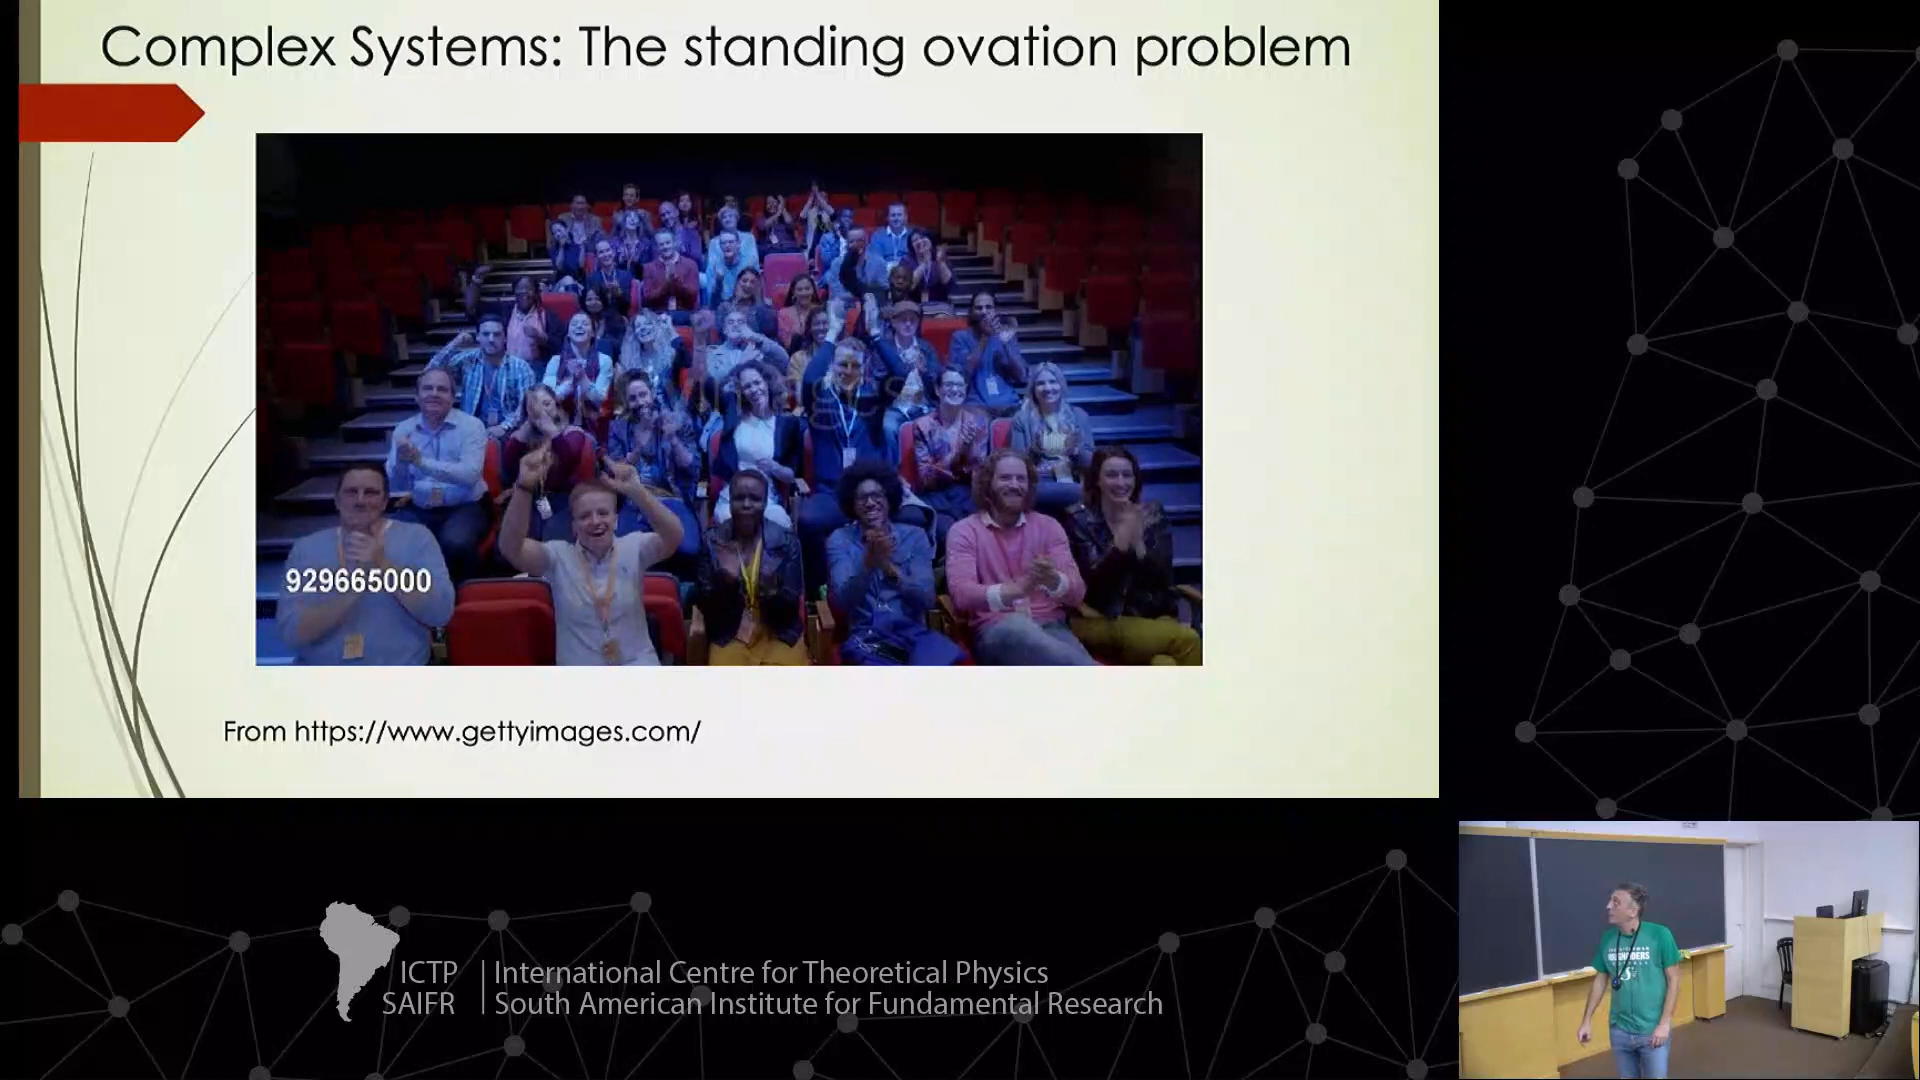 Complex Systems: The standing ovation problem
929665000
From https://www.gettyimages.com/
ICTP
SAIFR
International Centre for Theoretical Physics
South American Institute for Fundamental Research